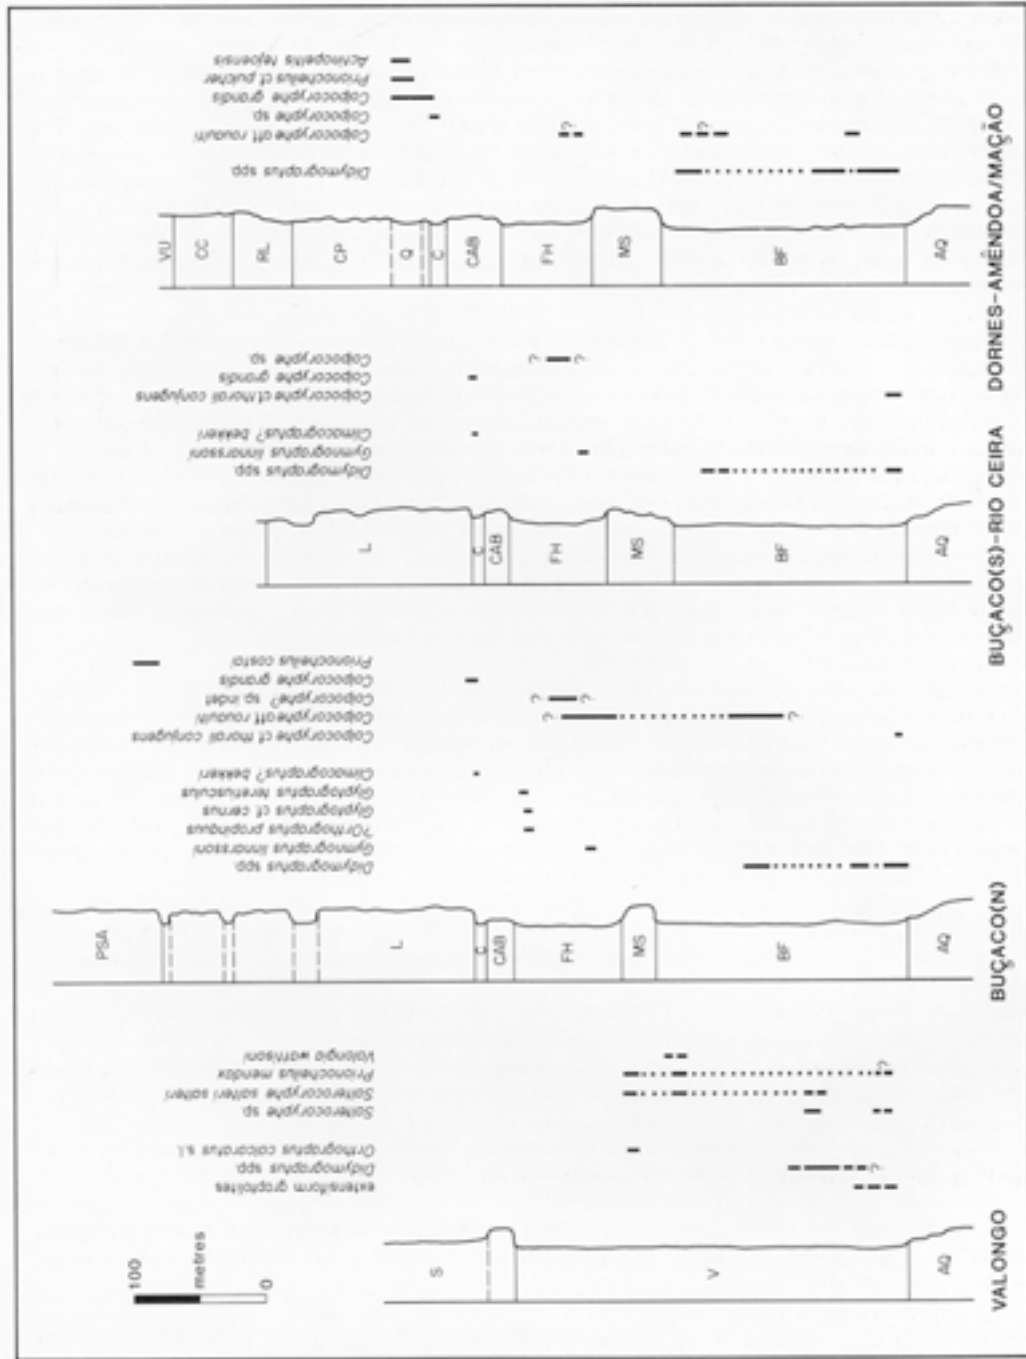 100
metres
0
VALONGO
AQ
V
S
extensiform graptolites
Didymograptus spp.
Orthograptus calcaratus s.l.
Salterocoryphe sp.
Salterocoryphe salteri salteri
Prionocheilus mendax
Valongia wattisoni
?
?
BUÇACO(N)
AQ
BF
MS
FH
CAB
C
L
PSA
Didymograptus spp.
Gymnograptus linnarssoni
?Orthograptus propinquus
Glyptograptus cf. cernus
Glyptograptus teretiusculus
Climacograptus? bekkeri
Colpocoryphe cf. thorali conjugens
Colpocoryphe aff. rouaulti
Colpocoryphe? sp. indet
Colpocoryphe grandis
Prionocheilus costai
? ?
? ?
BUÇACO(S)-RIO CEIRA
AQ
BF
MS
FH
CAB
C
L
Didymograptus spp.
Gymnograptus linnarssoni
Climacograptus? bekkeri
Colpocoryphe cf. thorali conjugens
Colpocoryphe grandis
Colpocoryphe sp.
? ?
DORNES-AMÊNDOA/MAÇÃO
AQ
BF
MS
FH
CAB
C
Q
CP
RL
CC
VU
Didymograptus spp.
Colpocoryphe aff. rouaulti
Colpocoryphe sp.
Colpocoryphe grandis
Prionocheilus cf. pulcher
Actinopeltis tejoensis
? ?
?